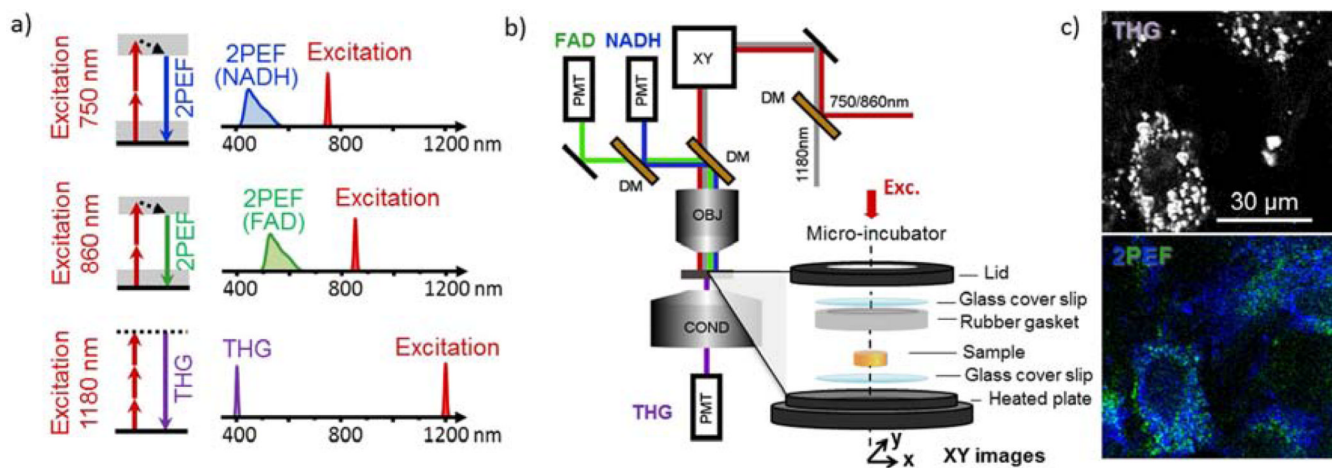 a)
Excitation
750 nm
2PEF
2PEF
(NADH)
Excitation
400 800 1200 nm
Excitation
860 nm
2PEF
2PEF
(FAD)
Excitation
400 800 1200 nm
Excitation
1180 nm
THG
THG
Excitation
400 800 1200 nm
b)
FAD NADH
PMT PMT
XY
DM
750/860nm
1180nm
DM
DM
OBJ
Exc.
Micro-incubator
Lid
Glass cover slip
Rubber gasket
COND
Sample
Glass cover slip
Heated plate
THG
PMT
y
x
XY images
c)
THG
30 µm
2PEF